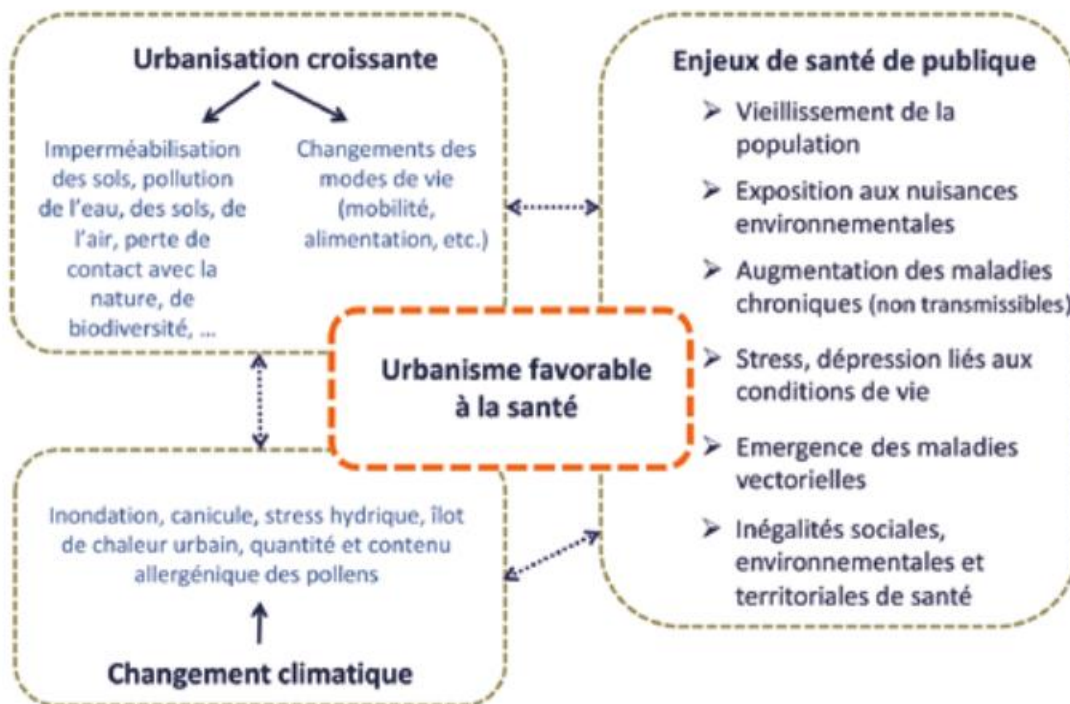 Urbanisation croissante
Imperméabilisation
des sols, pollution
de l'eau, des sols, de
l'air, perte de
contact avec la
nature, de
biodiversité, ...
Changements des
modes de vie
(mobilité,
alimentation, etc.)
Enjeux de santé de publique
➤ Vieillissement de la
population
➤ Exposition aux nuisances
environnementales
➤ Augmentation des maladies
chroniques (non transmissibles)
➤ Stress, dépression liés aux
conditions de vie
➤ Emergence des maladies
vectorielles
➤ Inégalités sociales,
environnementales et
territoriales de santé
Urbanisme favorable
à la santé
Inondation, canicule, stress hydrique, îlot
de chaleur urbain, quantité et contenu
allergénique des pollens
Changement climatique